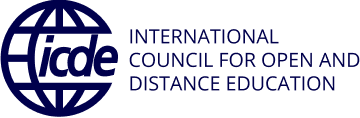 icde
INTERNATIONAL
COUNCIL FOR OPEN AND
DISTANCE EDUCATION